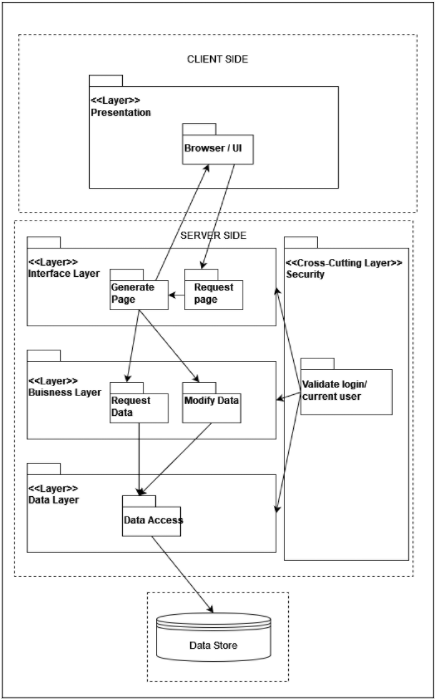 CLIENT SIDE
<<Layer>>
Presentation
Browser / UI
SERVER SIDE
<<Layer>>
Interface Layer
Generate
Page
Request
page
<<Cross-Cutting Layer>>
Security
<<Layer>>
Buisness Layer
Request
Data
Modify Data
Validate login/
current user
<<Layer>>
Data Layer
Data Access
Data Store